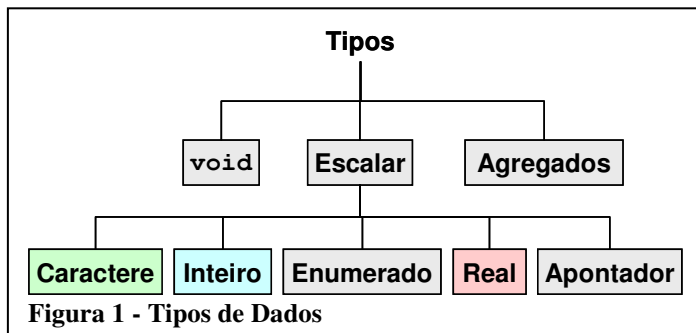 Tipos
void Escalar Agregados
Caractere Inteiro Enumerado Real Apontador
Figura 1 - Tipos de Dados